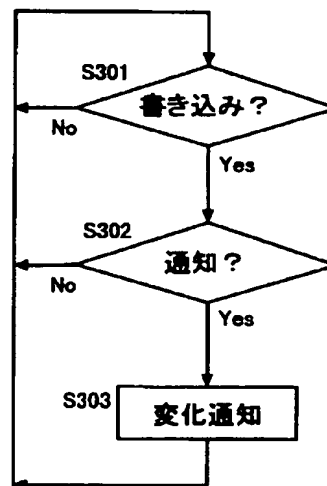 S301
書き込み？
No
Yes
S302
通知？
No
Yes
S303
変化通知